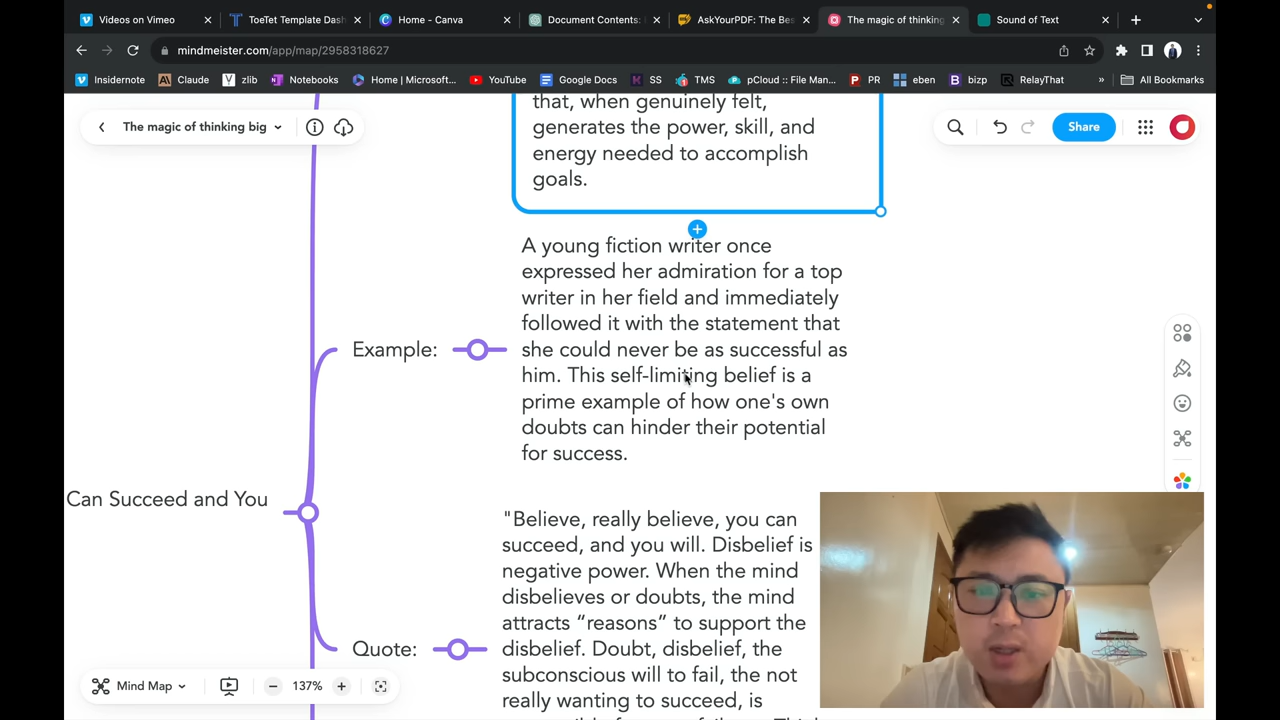 Videos on Vimeo
ToeTet Template Dash
Home - Canva
Document Contents:
AskYourPDF: The Bes
The magic of thinking
Sound of Text
mindmeister.com/app/map/2958318627
Insidernote
Claude
zlib
Notebooks
Home | Microsoft...
YouTube
Google Docs
SS
TMS
pCloud :: File Man...
PR
eben
bizp
RelayThat
»
All Bookmarks
The magic of thinking big
Share
that, when genuinely felt,
generates the power, skill, and
energy needed to accomplish
goals.
Example:
A young fiction writer once
expressed her admiration for a top
writer in her field and immediately
followed it with the statement that
she could never be as successful as
him. This self-limiting belief is a
prime example of how one's own
doubts can hinder their potential
for success.
Can Succeed and You
Quote:
"Believe, really believe, you can
succeed, and you will. Disbelief is
negative power. When the mind
disbelieves or doubts, the mind
attracts “reasons” to support the
disbelief. Doubt, disbelief, the
subconscious will to fail, the not
really wanting to succeed, is
Mind Map
137%